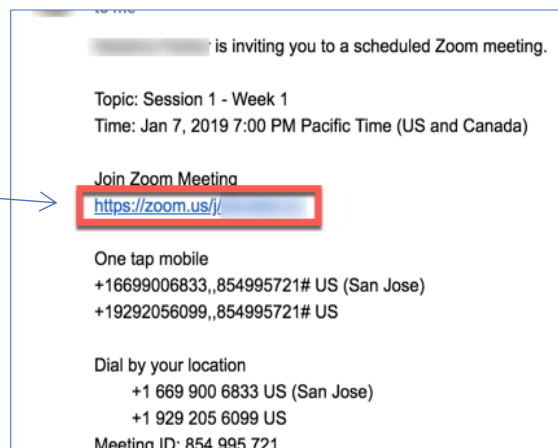 to me
is inviting you to a scheduled Zoom meeting.
Topic: Session 1 - Week 1
Time: Jan 7, 2019 7:00 PM Pacific Time (US and Canada)
Join Zoom Meeting
https://zoom.us/j/
One tap mobile
+16699006833,,854995721# US (San Jose)
+19292056099,,854995721# US
Dial by your location
+1 669 900 6833 US (San Jose)
+1 929 205 6099 US
Meeting ID: 854 995 721